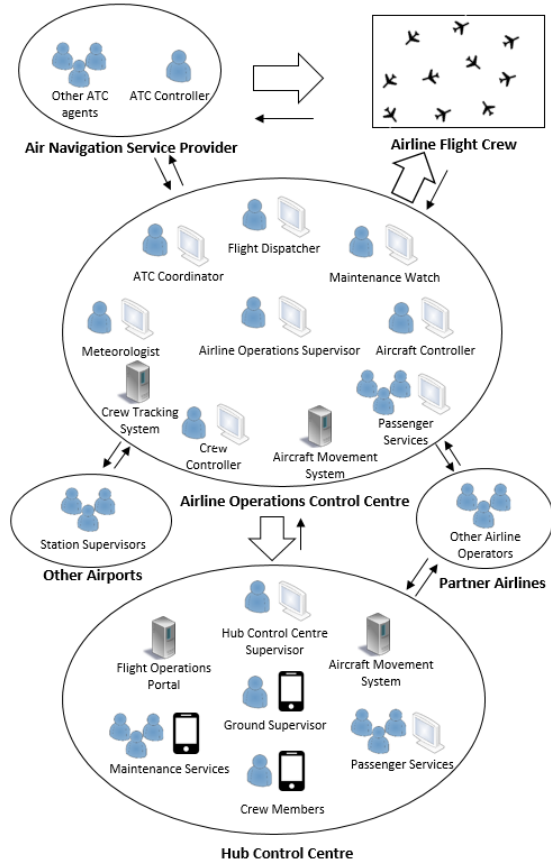 Other ATC
agents
ATC Controller
Air Navigation Service Provider
Airline Flight Crew
Flight Dispatcher
ATC Coordinator
Maintenance Watch
Meteorologist
Airline Operations Supervisor
Aircraft Controller
Crew Tracking
System
Crew
Controller
Aircraft Movement
System
Passenger
Services
Airline Operations Control Centre
Station Supervisors
Other Airports
Other Airline
Operators
Partner Airlines
Hub Control Centre
Supervisor
Flight Operations
Portal
Aircraft Movement
System
Ground Supervisor
Maintenance Services
Passenger Services
Crew Members
Hub Control Centre